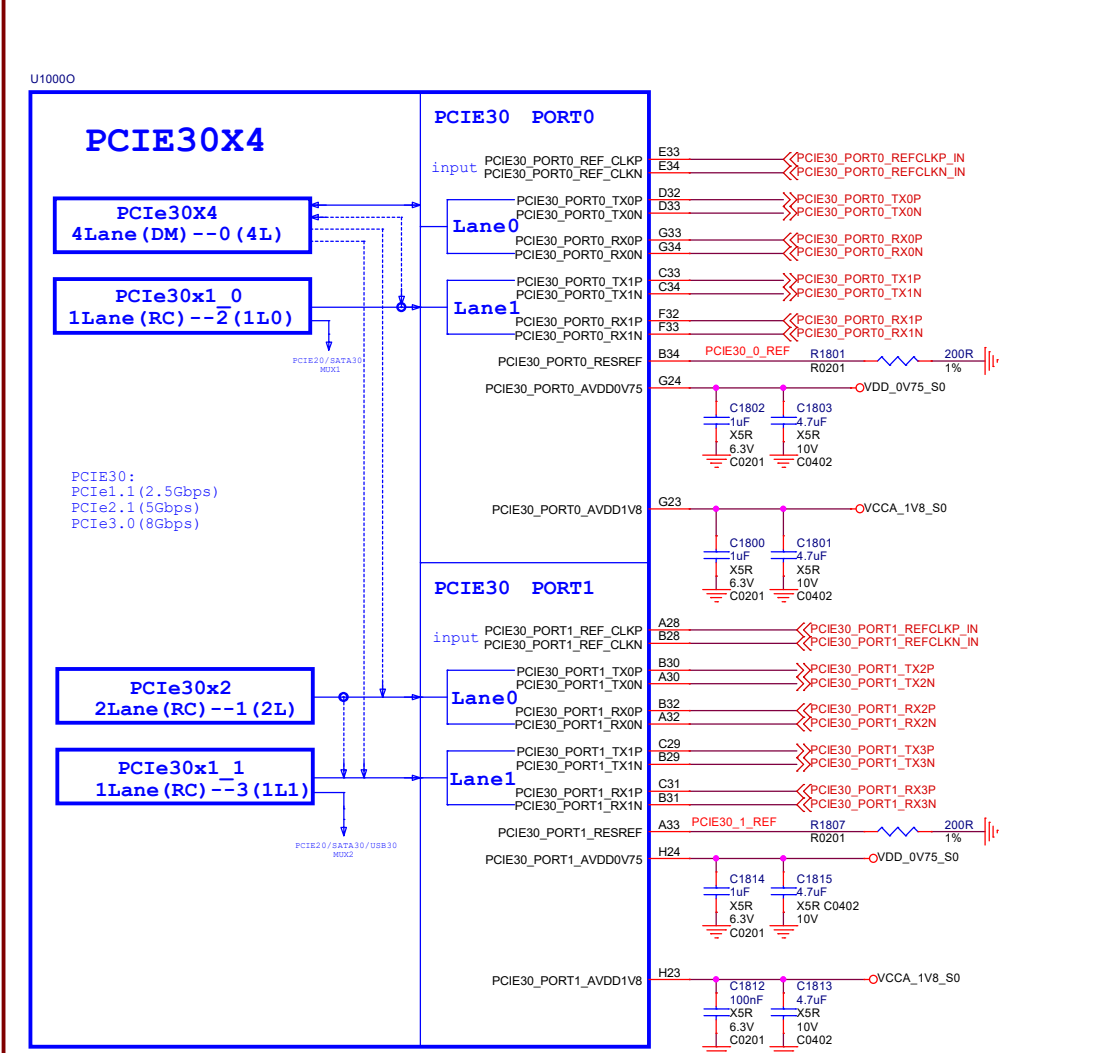 U1000O
PCIE30X4
PCIe30X4
4Lane(DM)--0(4L)
PCIe30x1_0
1Lane(RC)--2(1L0)
PCIE20/SATA30
MUX1
PCIE30:
PCIe1.1(2.5Gbps)
PCIe2.1(5Gbps)
PCIe3.0(8Gbps)
PCIe30x2
2Lane(RC)--1(2L)
PCIe30x1_1
1Lane(RC)--3(1L1)
PCIE20/SATA30/USB30
MUX2
PCIE30 PORT0
input
PCIE30_PORT0_REF_CLKP E33 PCIE30_PORT0_REFCLKP_IN
PCIE30_PORT0_REF_CLKN E34 PCIE30_PORT0_REFCLKN_IN
Lane0
PCIE30_PORT0_TX0P D32 PCIE30_PORT0_TX0P
PCIE30_PORT0_TX0N D33 PCIE30_PORT0_TX0N
PCIE30_PORT0_RX0P G33 PCIE30_PORT0_RX0P
PCIE30_PORT0_RX0N G34 PCIE30_PORT0_RX0N
Lane1
PCIE30_PORT0_TX1P C33 PCIE30_PORT0_TX1P
PCIE30_PORT0_TX1N C34 PCIE30_PORT0_TX1N
PCIE30_PORT0_RX1P F32 PCIE30_PORT0_RX1P
PCIE30_PORT0_RX1N F33 PCIE30_PORT0_RX1N
PCIE30_PORT0_RESREF B34 PCIE30_0_REF R1801 200R
R0201 1%
PCIE30_PORT0_AVDD0V75 G24 VDD_0V75_S0
C1802 C1803
1uF 4.7uF
X5R X5R
6.3V 10V
C0201 C0402
PCIE30_PORT0_AVDD1V8 G23 VCCA_1V8_S0
C1800 C1801
1uF 4.7uF
X5R X5R
6.3V 10V
C0201 C0402
PCIE30 PORT1
input
PCIE30_PORT1_REF_CLKP A28 PCIE30_PORT1_REFCLKP_IN
PCIE30_PORT1_REF_CLKN B28 PCIE30_PORT1_REFCLKN_IN
Lane0
PCIE30_PORT1_TX0P B30 PCIE30_PORT1_TX2P
PCIE30_PORT1_TX0N A30 PCIE30_PORT1_TX2N
PCIE30_PORT1_RX0P B32 PCIE30_PORT1_RX2P
PCIE30_PORT1_RX0N A32 PCIE30_PORT1_RX2N
Lane1
PCIE30_PORT1_TX1P C29 PCIE30_PORT1_TX3P
PCIE30_PORT1_TX1N B29 PCIE30_PORT1_TX3N
PCIE30_PORT1_RX1P C31 PCIE30_PORT1_RX3P
PCIE30_PORT1_RX1N B31 PCIE30_PORT1_RX3N
PCIE30_PORT1_RESREF A33 PCIE30_1_REF R1807 200R
R0201 1%
PCIE30_PORT1_AVDD0V75 H24 VDD_0V75_S0
C1814 C1815
1uF 4.7uF
X5R X5R C0402
6.3V 10V
C0201
PCIE30_PORT1_AVDD1V8 H23 VCCA_1V8_S0
C1812 C1813
100nF 4.7uF
X5R X5R
6.3V 10V
C0201 C0402